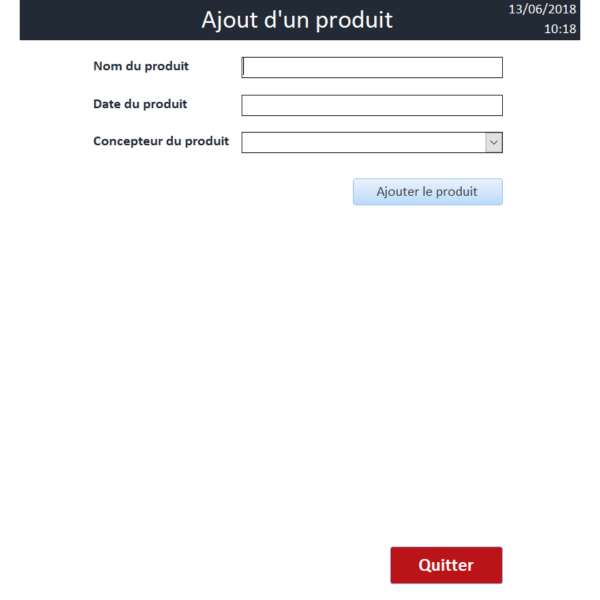 Ajout d'un produit
13/06/2018
10:18
Nom du produit
Date du produit
Concepteur du produit
Ajouter le produit
Quitter